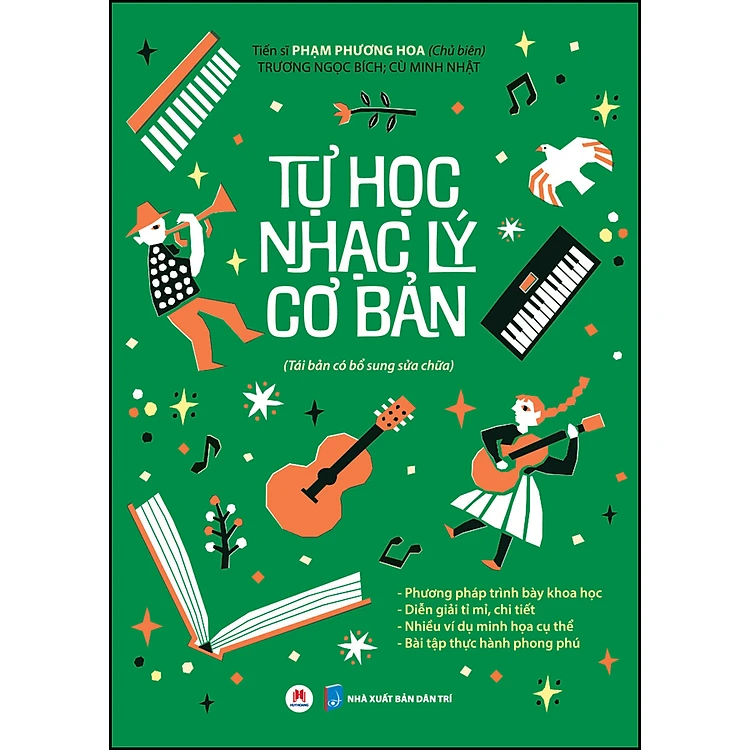 Tiến sĩ PHẠM PHƯƠNG HOA (Chủ biên)
TRƯƠNG NGỌC BÍCH; CÙ MINH NHẬT
TỰ HỌC
NHẠC LÝ
CƠ BẢN
(Tái bản có bổ sung sửa chữa)
- Phương pháp trình bày khoa học
- Diễn giải tỉ mỉ, chi tiết
- Nhiều ví dụ minh họa cụ thể
- Bài tập thực hành phong phú
HUYHOANG
NHÀ XUẤT BẢN DÂN TRÍ